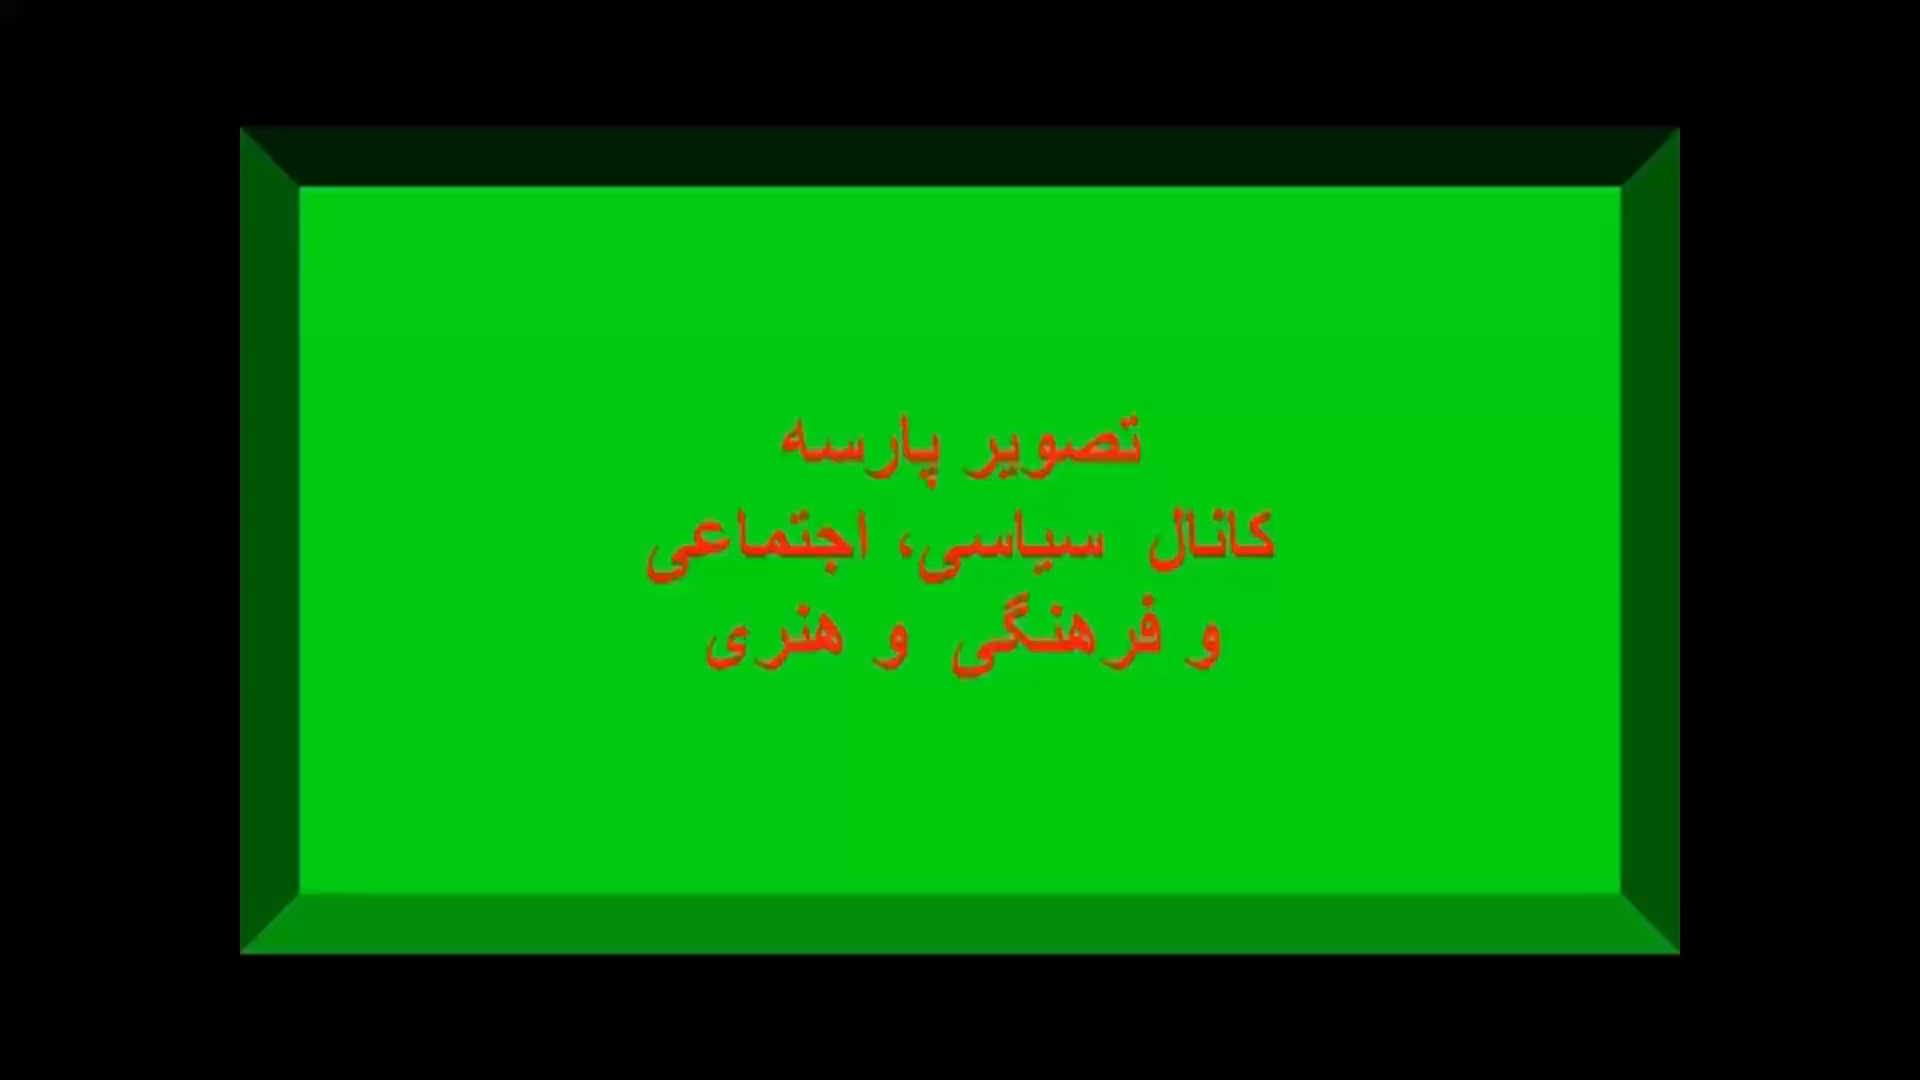 تصویر پارسه
کانال سیاسی، اجتماعی
و فرهنگی و هنری